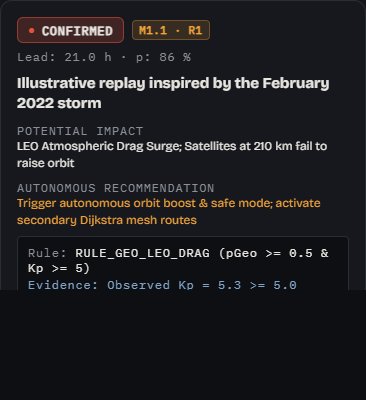 • CONFIRMED M1.1 · R1
Lead: 21.0 h · p: 86 %
Illustrative replay inspired by the February
2022 storm
POTENTIAL IMPACT
LEO Atmospheric Drag Surge; Satellites at 210 km fail to
raise orbit
AUTONOMOUS RECOMMENDATION
Trigger autonomous orbit boost & safe mode; activate
secondary Dijkstra mesh routes
Rule: RULE_GEO_LEO_DRAG (pGeo >= 0.5 &
Kp >= 5)
Evidence: Observed Kp = 5.3 >= 5.0